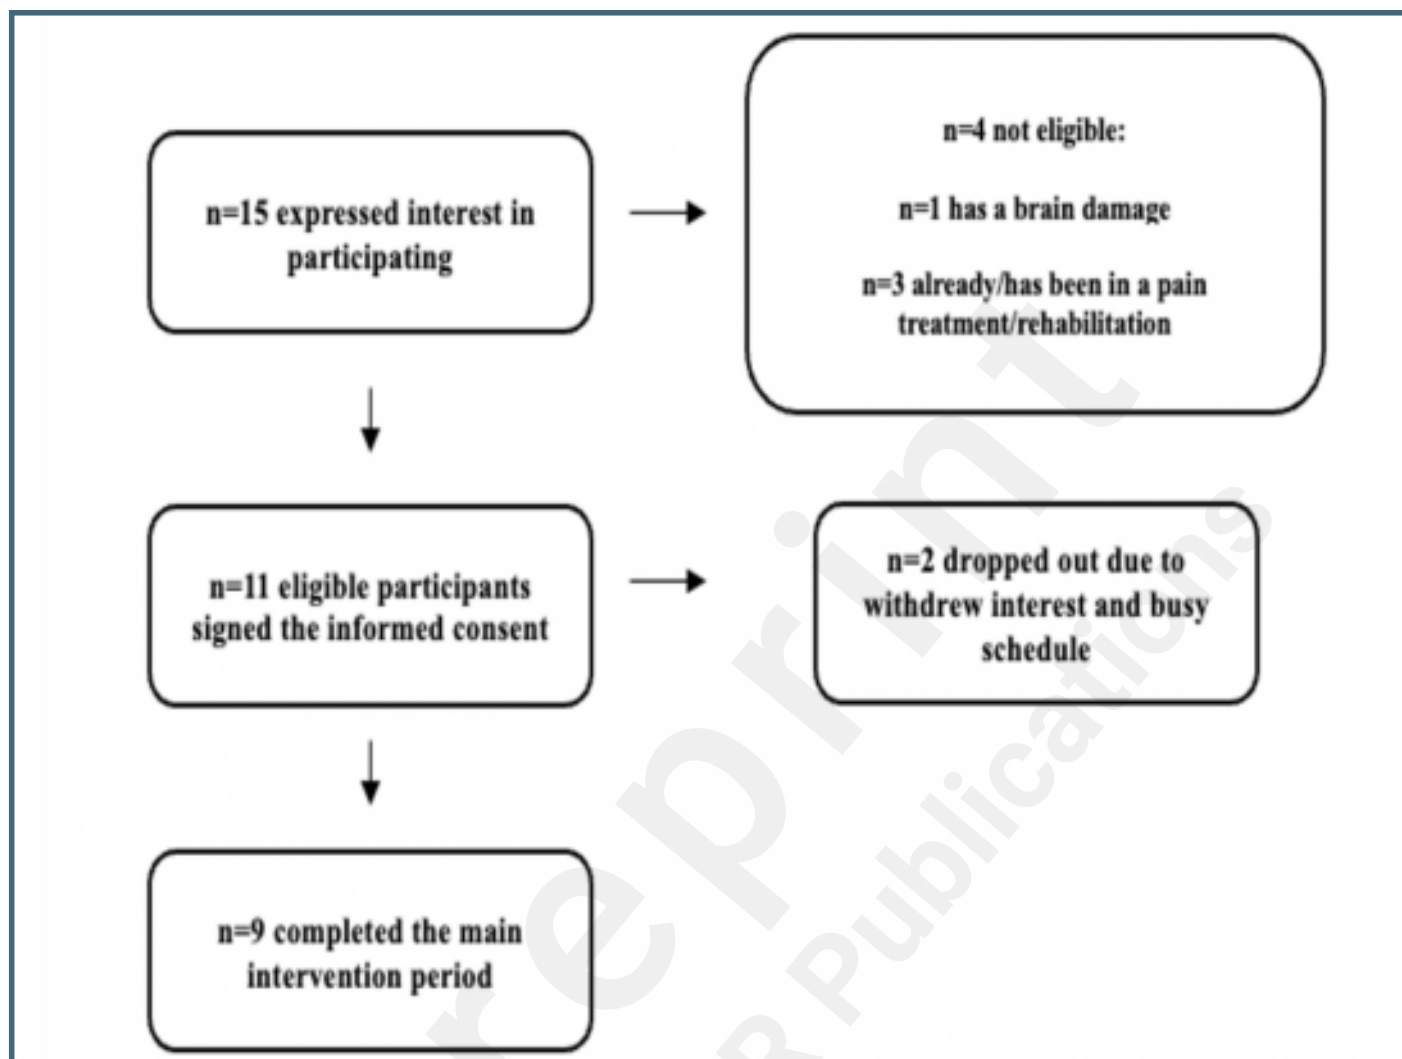 n=15 expressed interest in
participating
n=4 not eligible:
n=1 has a brain damage
n=3 already/has been in a pain
treatment/rehabilitation
n=11 eligible participants
signed the informed consent
n=2 dropped out due to
withdrew interest and busy
schedule
n=9 completed the main
intervention period
reprint
R Publications